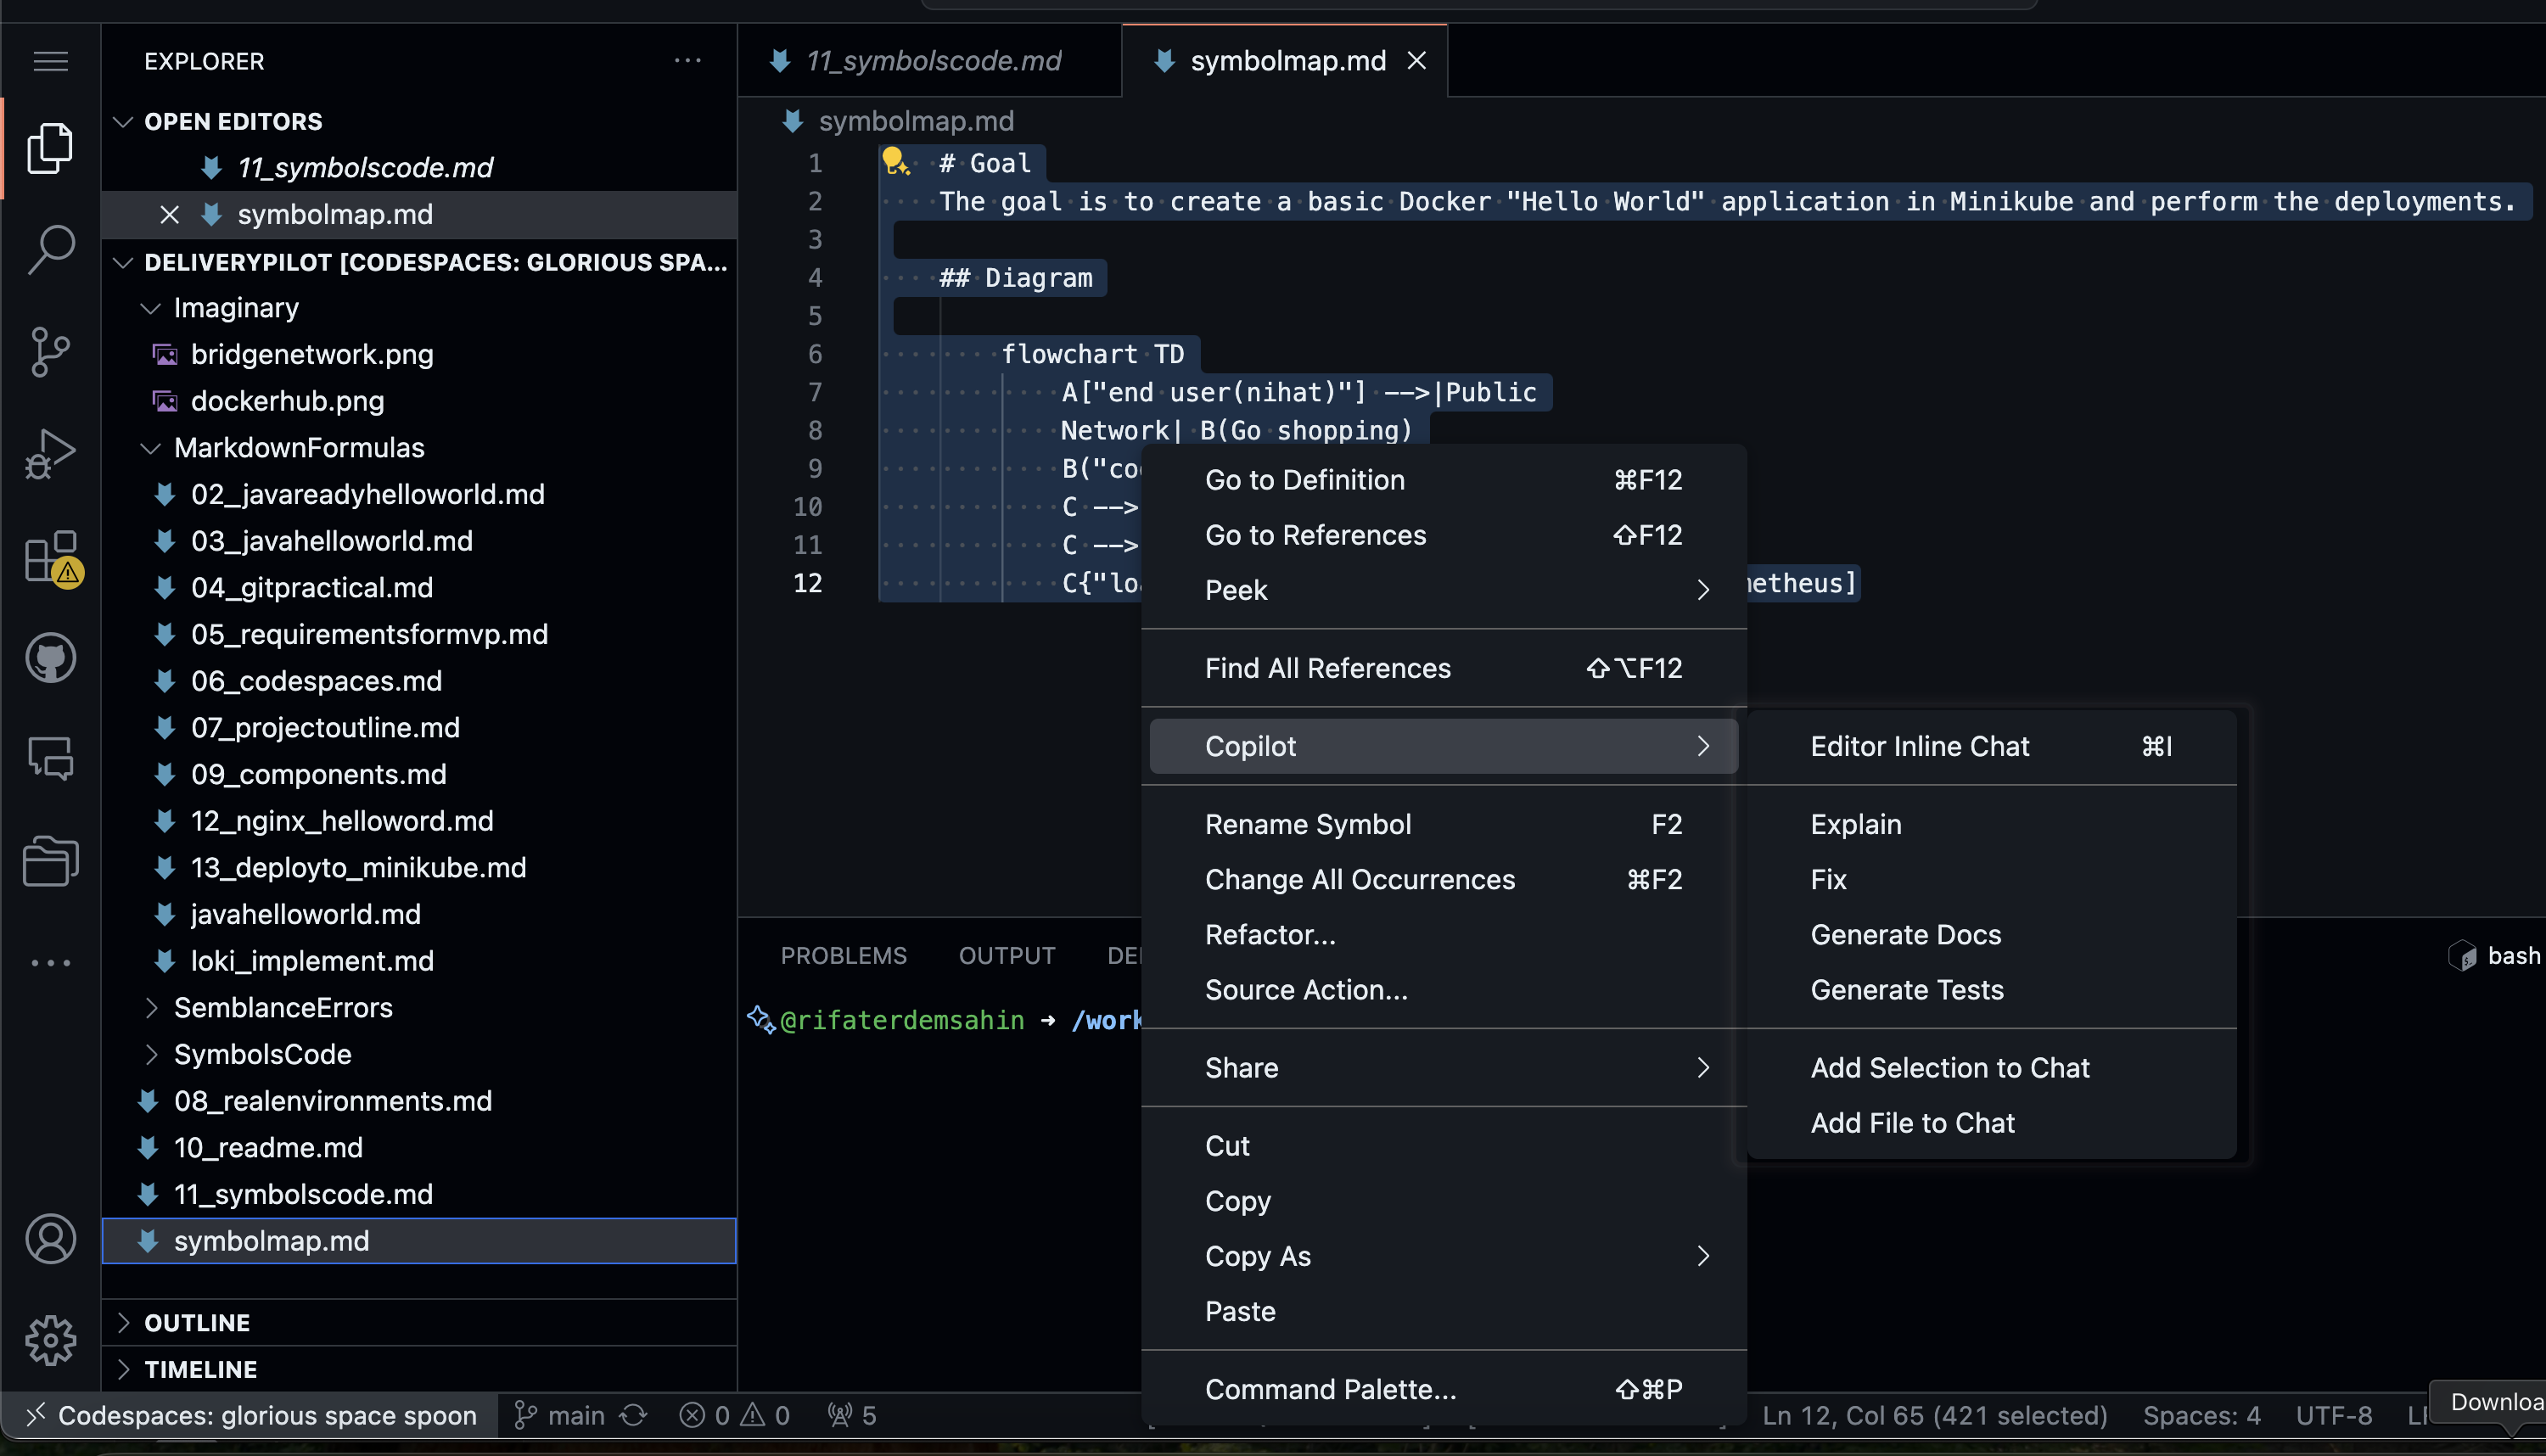 EXPLORER
OPEN EDITORS
11_symbolscode.md
symbolmap.md
DELIVERYPILOT [CODESPACES: GLORIOUS SPA...
Imaginary
bridgenetwork.png
dockerhub.png
MarkdownFormulas
02_javareadyhelloworld.md
03_javahelloworld.md
04_gitpractical.md
05_requirementsformvp.md
06_codespaces.md
07_projectoutline.md
09_components.md
12_nginx_helloword.md
13_deployto_minikube.md
javahelloworld.md
loki_implement.md
SemblanceErrors
SymbolsCode
08_realenvironments.md
10_readme.md
11_symbolscode.md
symbolmap.md
OUTLINE
TIMELINE
11_symbolscode.md
symbolmap.md
symbolmap.md
1 # Goal
2 The goal is to create a basic Docker "Hello World" application in Minikube and perform the deployments.
3
4 ## Diagram
5
6 flowchart TD
7 A["end user(nihat)"] -->|Public
8 Network| B(Go shopping)
9 B("co
10 C -->
11 C -->
12 C{"lo etheus]
Go to Definition ⌘F12
Go to References ⇧F12
Peek
Find All References ⇧⌥F12
Copilot
Rename Symbol F2
Change All Occurrences ⌘F2
Refactor...
Source Action...
Share
Cut
Copy
Copy As
Paste
Command Palette... ⇧⌘P
Editor Inline Chat ⌘I
Explain
Fix
Generate Docs
Generate Tests
Add Selection to Chat
Add File to Chat
PROBLEMS OUTPUT DE
bash
@rifaterdemsahin → /work
Codespaces: glorious space spoon main 0 0 5
Ln 12, Col 65 (421 selected) Spaces: 4 UTF-8 L
Downloa